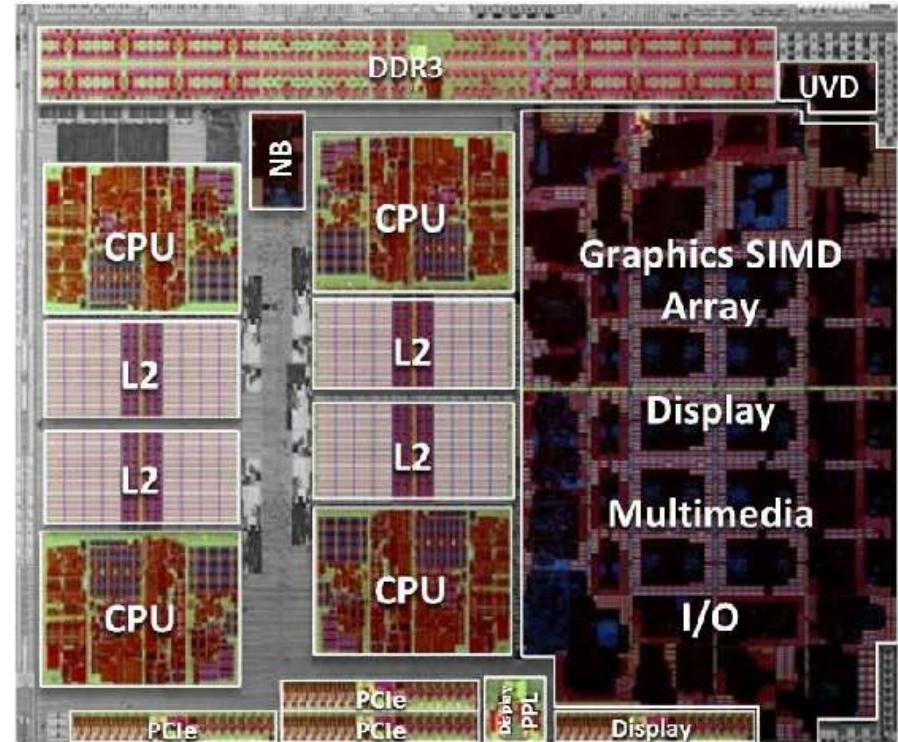 DDR3
UVD
NB
CPU
CPU
Graphics SIMD
Array
L2
L2
Display
L2
L2
Multimedia
CPU
CPU
I/O
PCIe
Display
PPL
PCIe
PCIe
Display